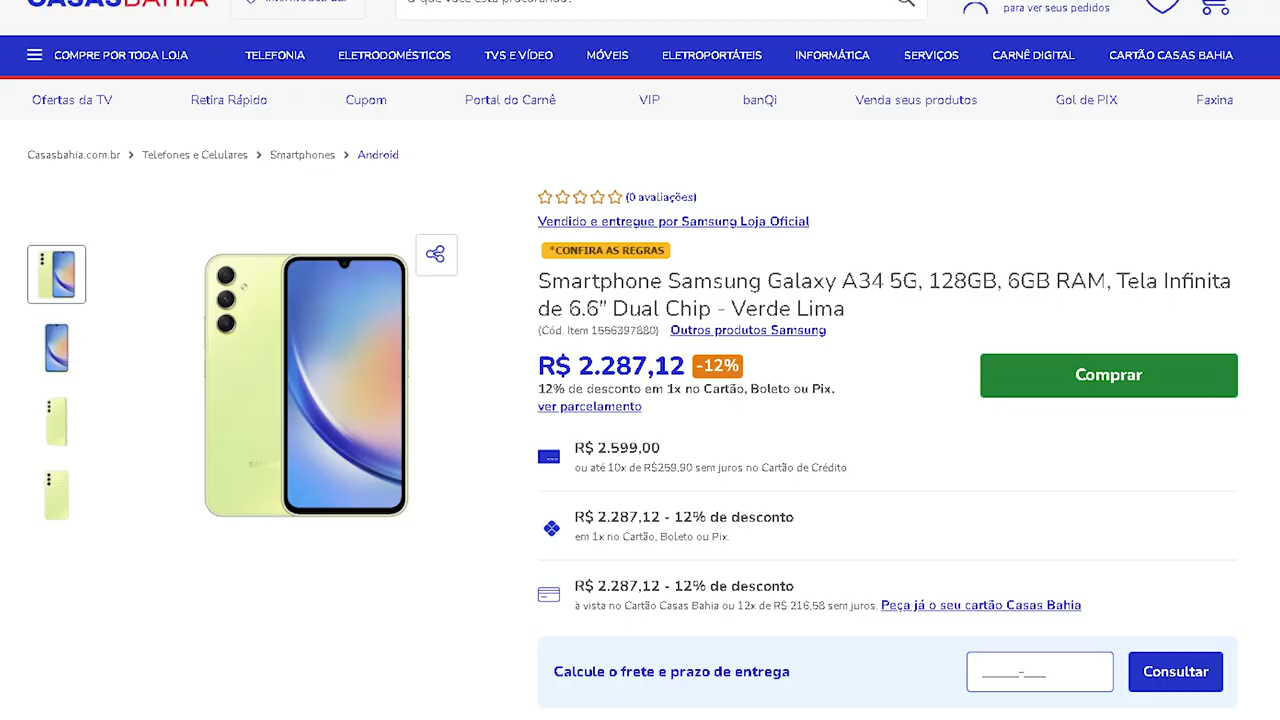 CASASBAHIA
para ver seus pedidos
COMPRE POR TODA LOJA
TELEFONIA
ELETRODOMÉSTICOS
TVS E VÍDEO
MÓVEIS
ELETROPORTÁTEIS
INFORMÁTICA
SERVIÇOS
CARNÊ DIGITAL
CARTÃO CASAS BAHIA
Ofertas da TV
Retira Rápido
Cupom
Portal do Carnê
VIP
banQi
Venda seus produtos
Gol de PIX
Faxina
Casasbahia.com.br > Telefones e Celulares > Smartphones > Android
(0 avaliações)
Vendido e entregue por Samsung Loja Oficial
*CONFIRA AS REGRAS
Smartphone Samsung Galaxy A34 5G, 128GB, 6GB RAM, Tela Infinita
de 6.6” Dual Chip - Verde Lima
(Cód. Item 1556397880) Outros produtos Samsung
R$ 2.287,12 -12%
Comprar
12% de desconto em 1x no Cartão, Boleto ou Pix.
ver parcelamento
R$ 2.599,00
ou até 10x de R$259,90 sem juros no Cartão de Crédito
R$ 2.287,12 - 12% de desconto
em 1x no Cartão, Boleto ou Pix.
R$ 2.287,12 - 12% de desconto
à vista no Cartão Casas Bahia ou 12x de R$ 216,58 sem juros. Peça já o seu cartão Casas Bahia
Calcule o frete e prazo de entrega
_____-___
Consultar